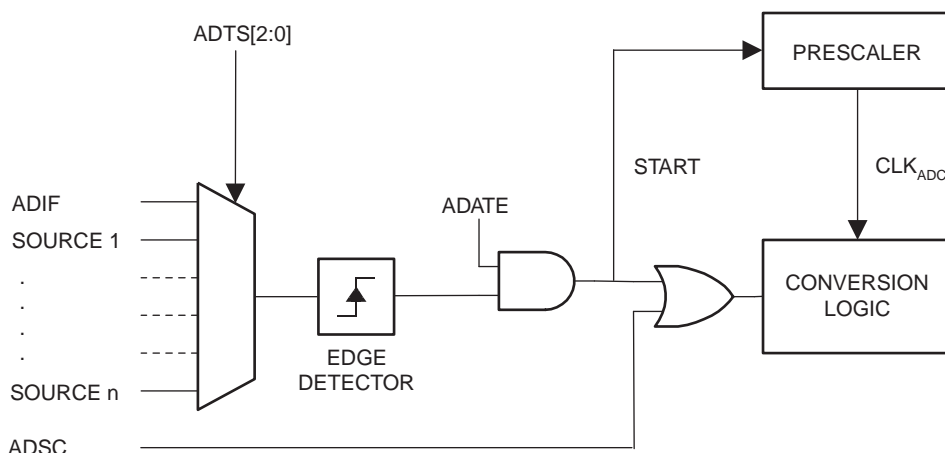 ADTS[2:0]
PRESCALER
START
CLKADC
ADIF
ADATE
SOURCE 1
.
.
.
.
CONVERSION
LOGIC
EDGE
DETECTOR
SOURCE n
ADSC